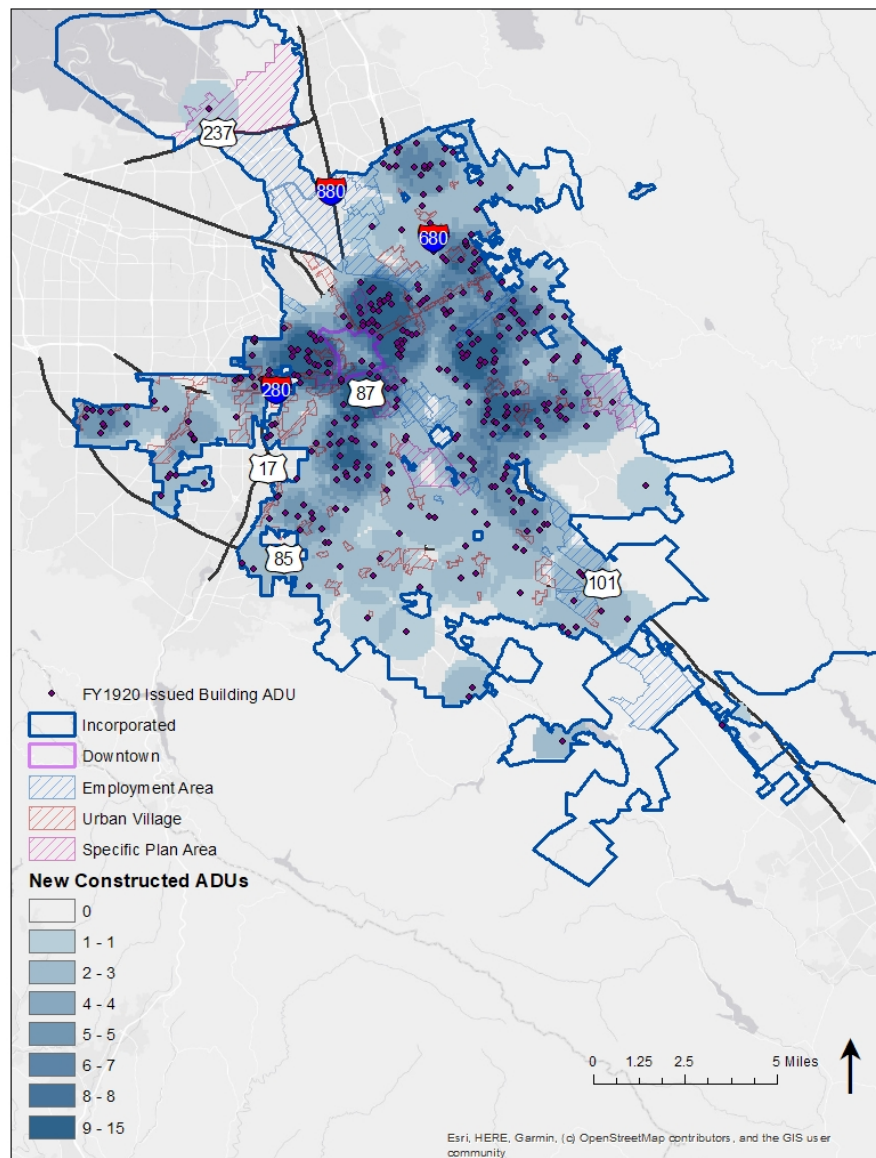 237
880
680
280
87
17
85
101
FY1920 Issued Building ADU
Incorporated
Downtown
Employment Area
Urban Village
Specific Plan Area
New Constructed ADUs
0
1 - 1
2 - 3
4 - 4
5 - 5
6 - 7
8 - 8
9 - 15
0 1.25 2.5 5 Miles
Esri, HERE, Garmin, (c) OpenStreetMap contributors, and the GIS user
community